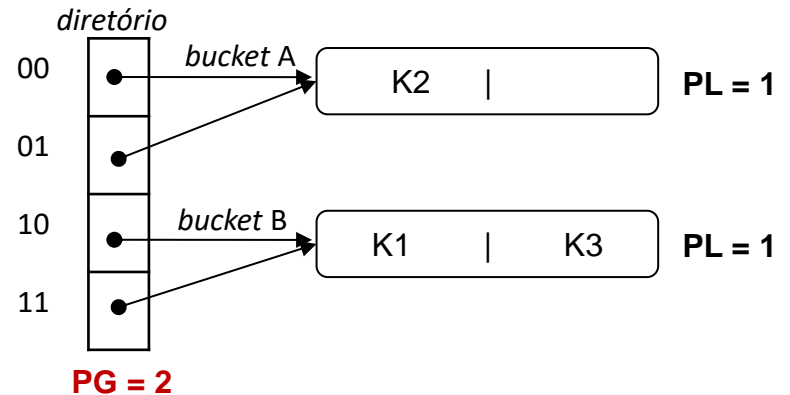 diretório
00 bucket A K2 | PL = 1
01
10 bucket B K1 | K3 PL = 1
11
PG = 2